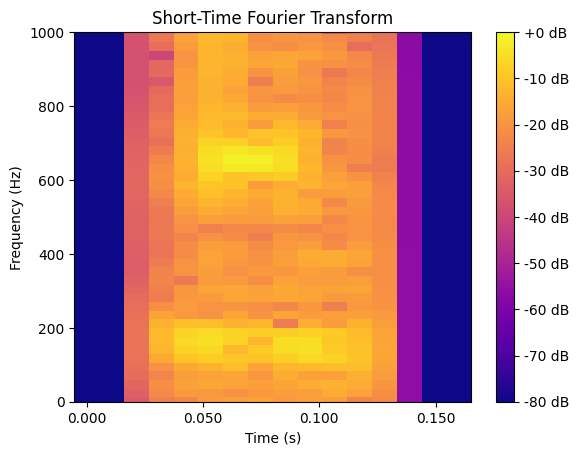 Short-Time Fourier Transform
1000
800
600
400
200
0
Frequency (Hz)
0.000
0.050
0.100
0.150
Time (s)
+0 dB
-10 dB
-20 dB
-30 dB
-40 dB
-50 dB
-60 dB
-70 dB
-80 dB